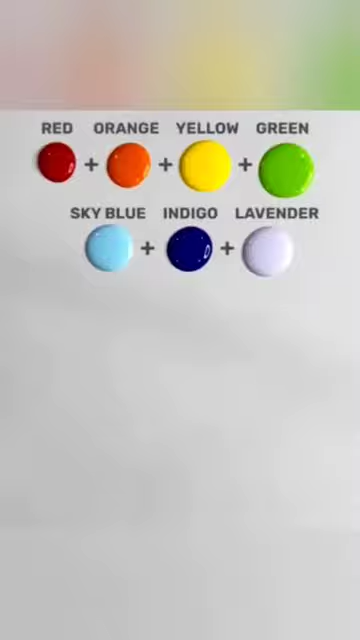 RED ORANGE YELLOW GREEN
+ + +
SKY BLUE INDIGO LAVENDER
+ +